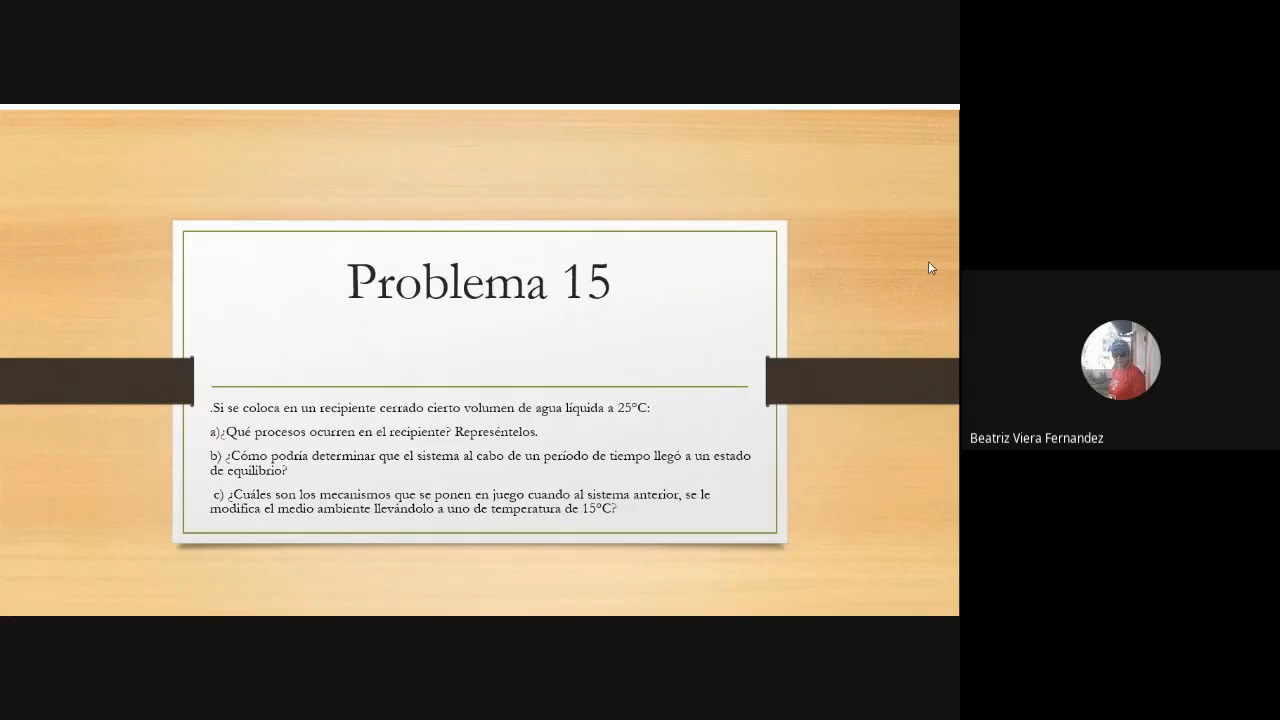 Problema 15
.Si se coloca en un recipiente cerrado cierto volumen de agua líquida a 25°C:
a)¿Qué procesos ocurren en el recipiente? Represéntelos.
b) ¿Cómo podría determinar que el sistema al cabo de un período de tiempo llegó a un estado
de equilibrio?
c) ¿Cuáles son los mecanismos que se ponen en juego cuando al sistema anterior, se le
modifica el medio ambiente llevándolo a uno de temperatura de 15°C?
Beatriz Viera Fernandez